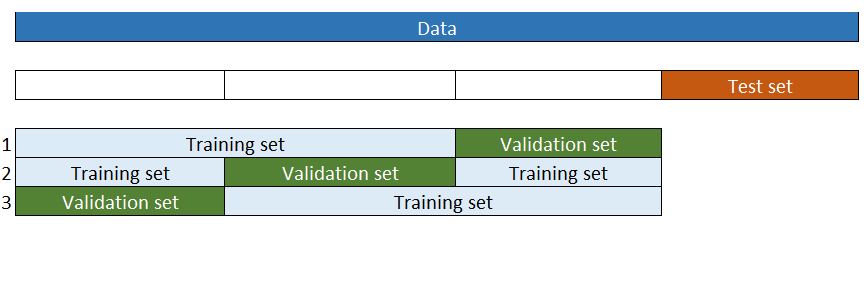 Data
Test set
1 Training set Validation set
2 Training set Validation set Training set
3 Validation set Training set